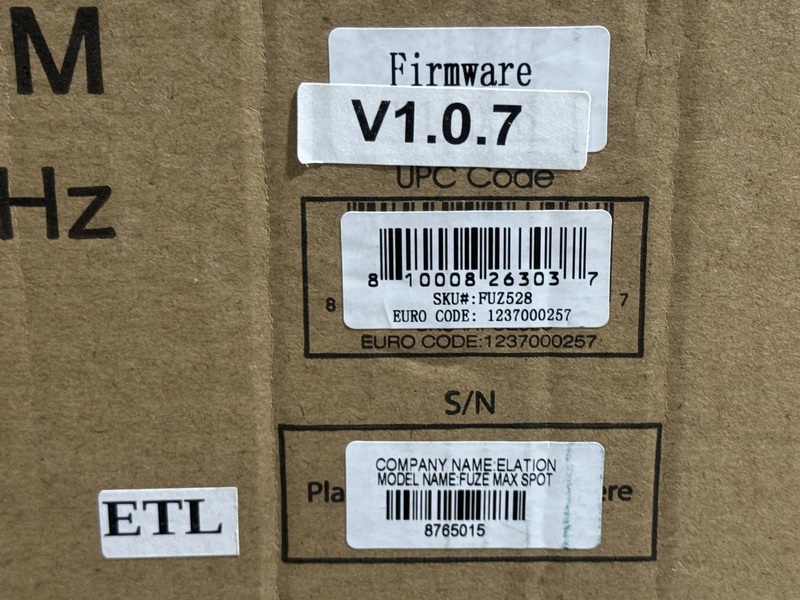 M
Hz
Firmware
V1.0.7
UPC Code
8 10008 26303 7
SKU#:FUZ528
EURO CODE: 1237000257
8 7
EURO CODE:1237000257
S/N
COMPANY NAME:ELATION
MODEL NAME:FUZE MAX SPOT
Pla ere
8765015
ETL